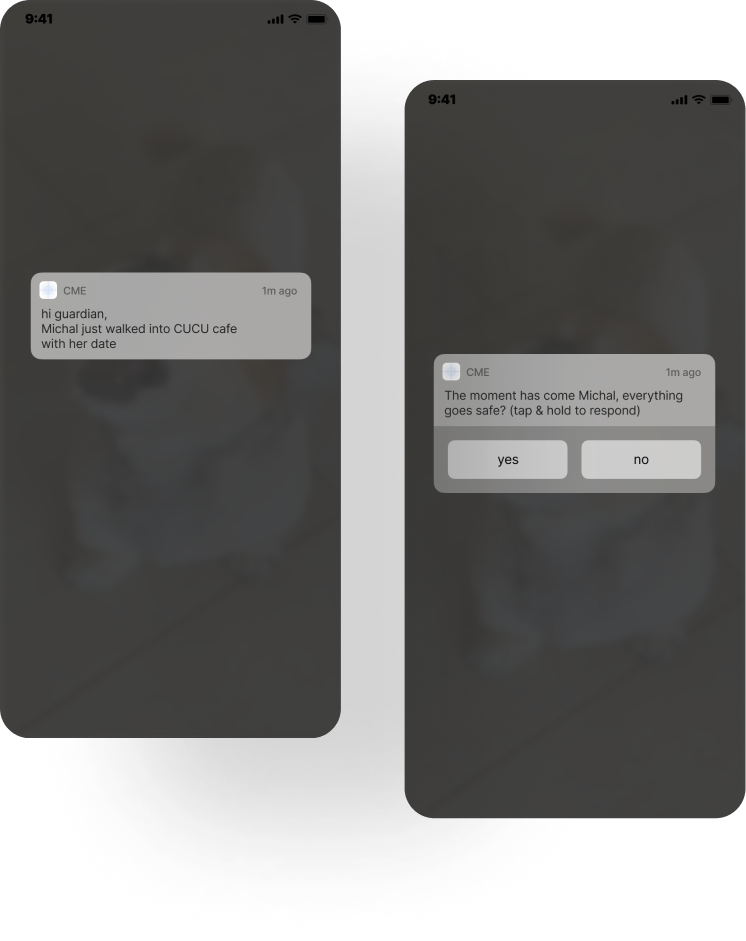 9:41
CME
1m ago
hi guardian,
Michal just walked into CUCU cafe
with her date
9:41
CME
1m ago
The moment has come Michal, everything
goes safe? (tap & hold to respond)
yes
no